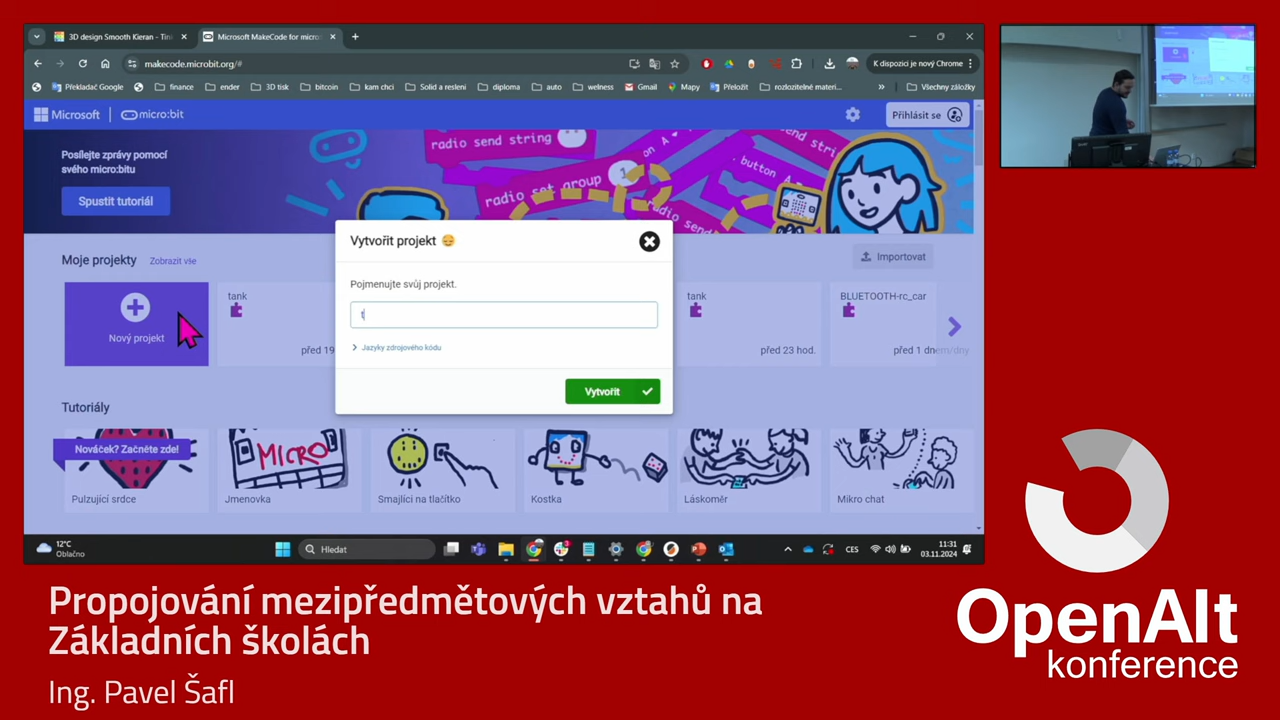 3D design Smooth Kieran - Tin
Microsoft MakeCode for micro:
makecode.microbit.org/#
K dispozici je nový Chrome
Překladač Google
finance
ender
3D tisk
bitcoin
kam chci
Solid a resleni
diploma
auto
welness
Gmail
Mapy
Přeložit
rozlozitelne materi...
Všechny záložky
Microsoft
micro:bit
Přihlásit se
Posílejte zprávy pomocí
svého micro:bitu
Spustit tutoriál
radio send string
radio set group
1
button A
Vytvořit projekt
Pojmenujte svůj projekt.
t
Jazyky zdrojového kódu
Vytvořit
Moje projekty
Zobrazit vše
Importovat
Nový projekt
tank
před 19
tank
před 23 hod.
BLUETOOTH-rc_car
před 1 dnem/dny
Tutoriály
Nováček? Začněte zde!
MICRO
Pulzující srdce
Jmenovka
Smajlíci na tlačítko
Kostka
Láskoměr
Mikro chat
12°C
Oblačno
Hledat
CES
11:31
03.11.2024
Propojování mezipředmětových vztahů na
Základních školách
Ing. Pavel Šafl
OpenAlt
konference